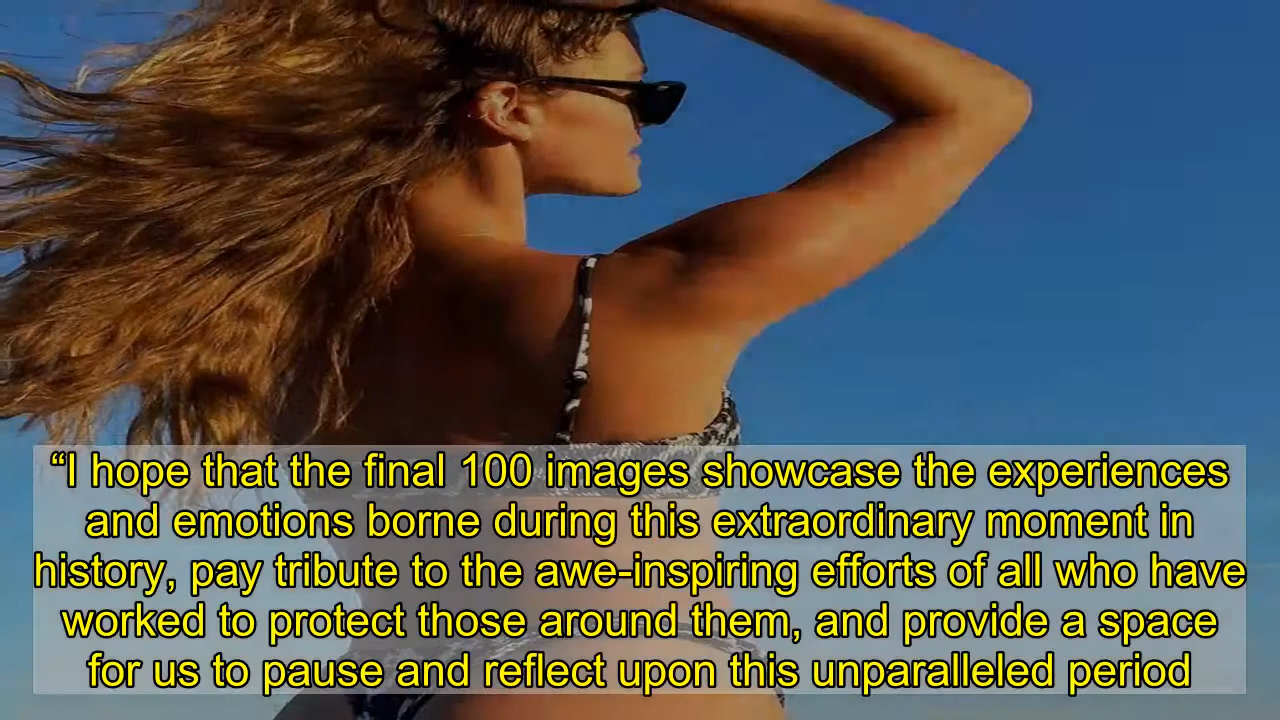 “I hope that the final 100 images showcase the experiences
and emotions borne during this extraordinary moment in
history, pay tribute to the awe-inspiring efforts of all who have
worked to protect those around them, and provide a space
for us to pause and reflect upon this unparalleled period